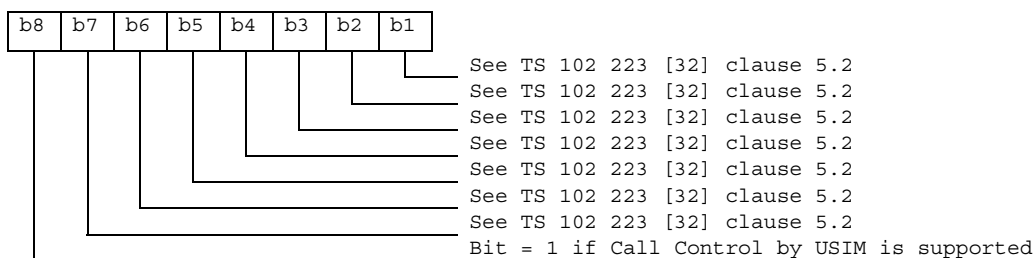 b8 b7 b6 b5 b4 b3 b2 b1
See TS 102 223 [32] clause 5.2
See TS 102 223 [32] clause 5.2
See TS 102 223 [32] clause 5.2
See TS 102 223 [32] clause 5.2
See TS 102 223 [32] clause 5.2
See TS 102 223 [32] clause 5.2
See TS 102 223 [32] clause 5.2
Bit = 1 if Call Control by USIM is supported